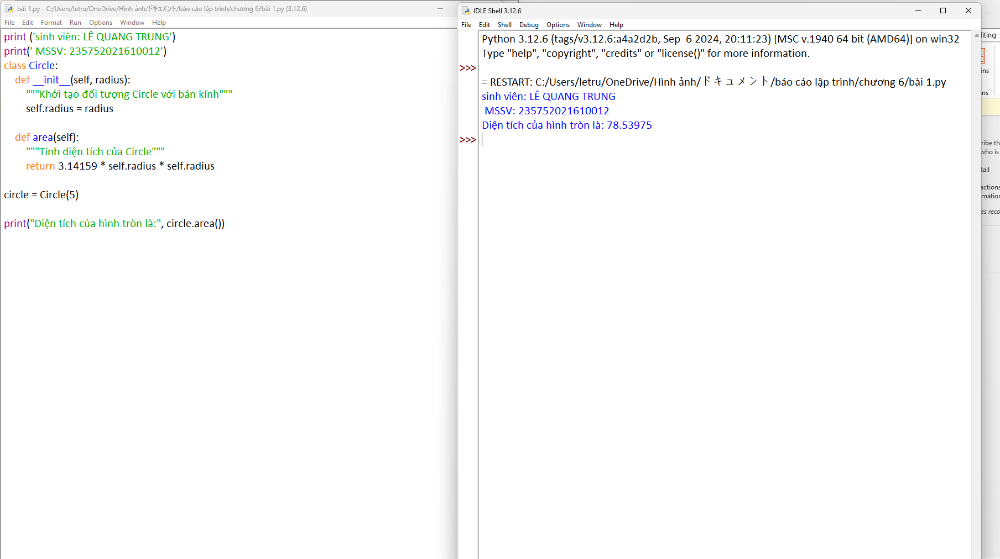 bài 1.py - C:/Users/letru/OneDrive/Hình ảnh/ドキュメント/báo cáo lập trình/chương 6/bài 1.py (3.12.6)
File Edit Format Run Options Window Help
print ('sinh viên: LÊ QUANG TRUNG')
print(' MSSV: 235752021610012')
class Circle:
    def __init__(self, radius):
        """Khởi tạo đối tượng Circle với bán kính"""
        self.radius = radius
    def area(self):
        """Tính diện tích của Circle"""
        return 3.14159 * self.radius * self.radius
circle = Circle(5)
print("Diện tích của hình tròn là:", circle.area())
IDLE Shell 3.12.6
File Edit Shell Debug Options Window Help
Python 3.12.6 (tags/v3.12.6:a4a2d2b, Sep  6 2024, 20:11:23) [MSC v.1940 64 bit (AMD64)] on win32
Type "help", "copyright", "credits" or "license()" for more information.
>>>
= RESTART: C:/Users/letru/OneDrive/Hình ảnh/ドキュメント/báo cáo lập trình/chương 6/bài 1.py
sinh viên: LÊ QUANG TRUNG
 MSSV: 235752021610012
Diện tích của hình tròn là: 78.53975
>>>
liting
ins
ns
ribe th
who is
tail
actions
mation
es reco